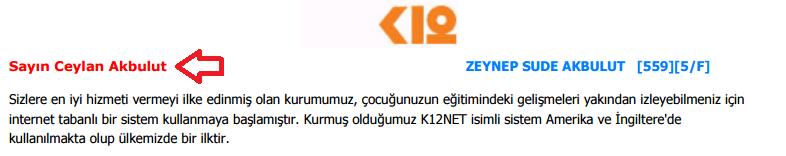 K12
Sayın Ceylan Akbulut ZEYNEP SUDE AKBULUT [559][5/F]
Sizlere en iyi hizmeti vermeyi ilke edinmiş olan kurumumuz, çocuğunuzun eğitimindeki gelişmeleri yakından izleyebilmeniz için
internet tabanlı bir sistem kullanmaya başlamıştır. Kurmuş olduğumuz K12NET isimli sistem Amerika ve İngiltere'de
kullanılmakta olup ülkemizde bir ilktir.